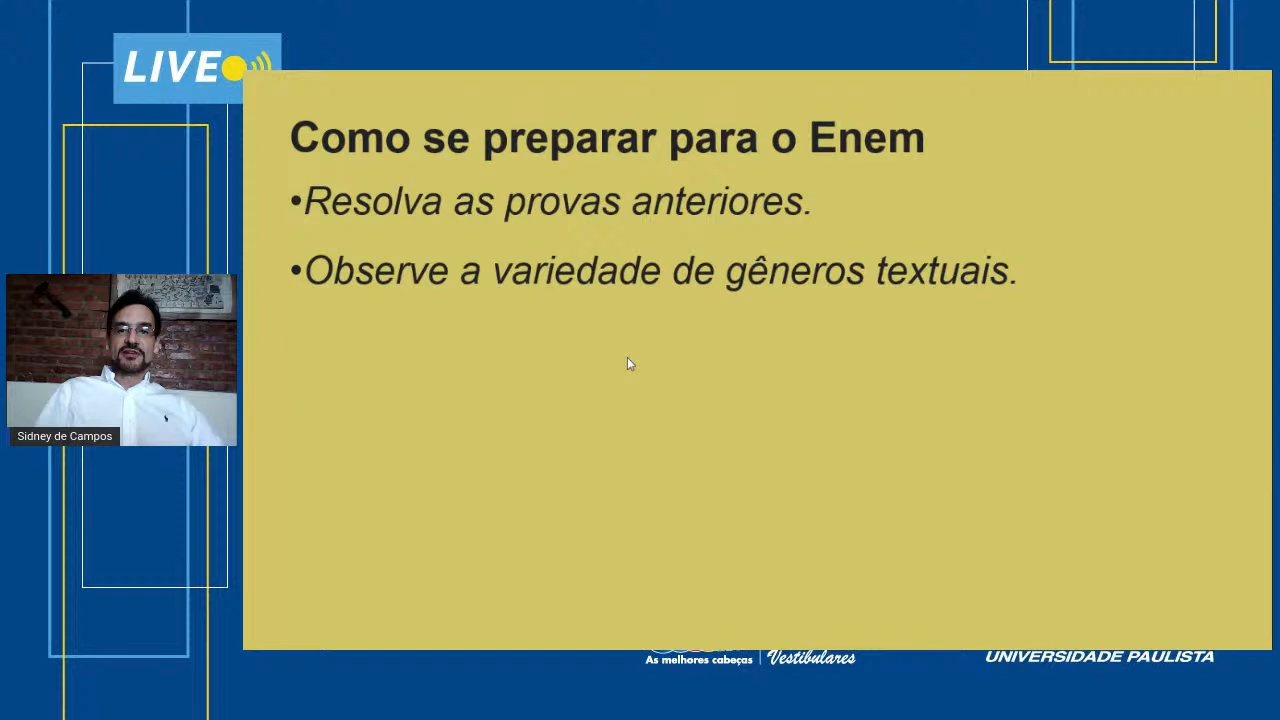 LIVE
Como se preparar para o Enem
•Resolva as provas anteriores.
•Observe a variedade de gêneros textuais.
Sidney de Campos
As melhores cabeças
Vestibulares
UNIVERSIDADE PAULISTA